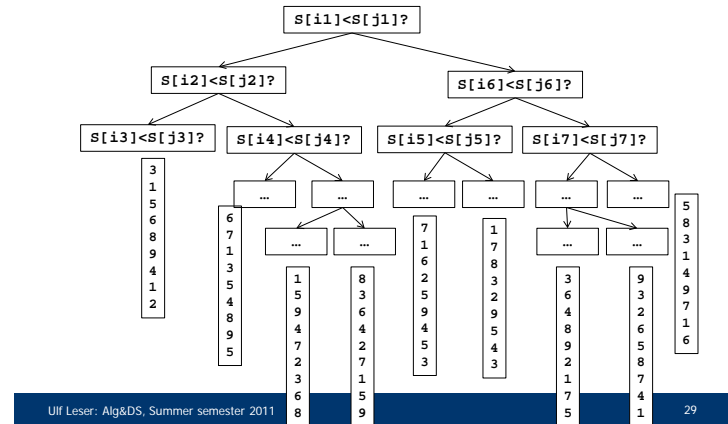 S[i1]<S[j1]?
S[i2]<S[j2]?
S[i6]<S[j6]?
S[i3]<S[j3]?
S[i4]<S[j4]?
S[i5]<S[j5]?
S[i7]<S[j7]?
…
…
…
…
…
…
…
…
…
…
3 1 5 6 8 9 4 1 2
6 7 1 3 5 4 8 9 5
1 5 9 4 7 2 3 6 8
8 3 6 4 2 7 1 5 9
7 1 6 2 5 9 4 5 3
1 7 8 3 2 9 5 4 3
3 6 4 8 9 2 1 7 5
9 3 2 6 5 8 7 4 1
5 8 3 1 4 9 7 1 6
Ulf Leser: Alg&DS, Summer semester 2011
29